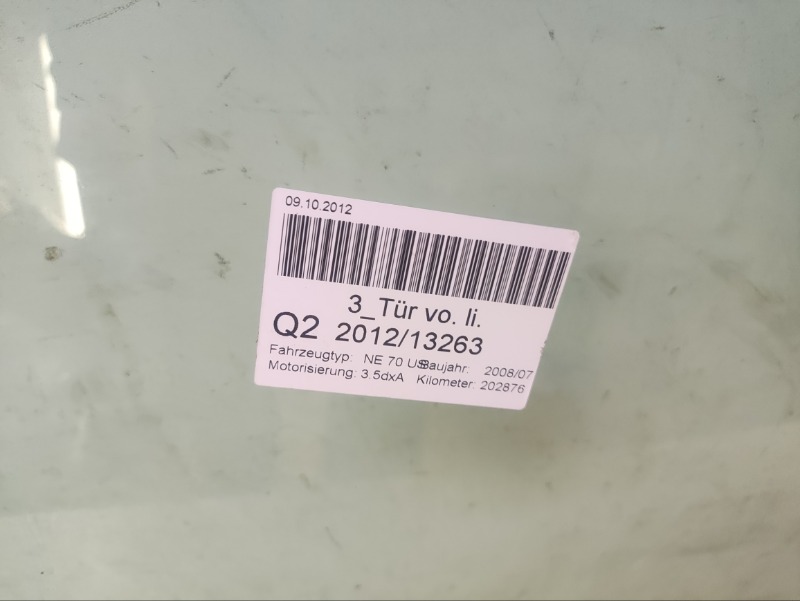 09.10.2012
3_Tür vo. li.
Q2 2012/13263
Fahrzeugtyp: NE 70 US Baujahr: 2008/07
Motorisierung: 3.5dxA Kilometer: 202876